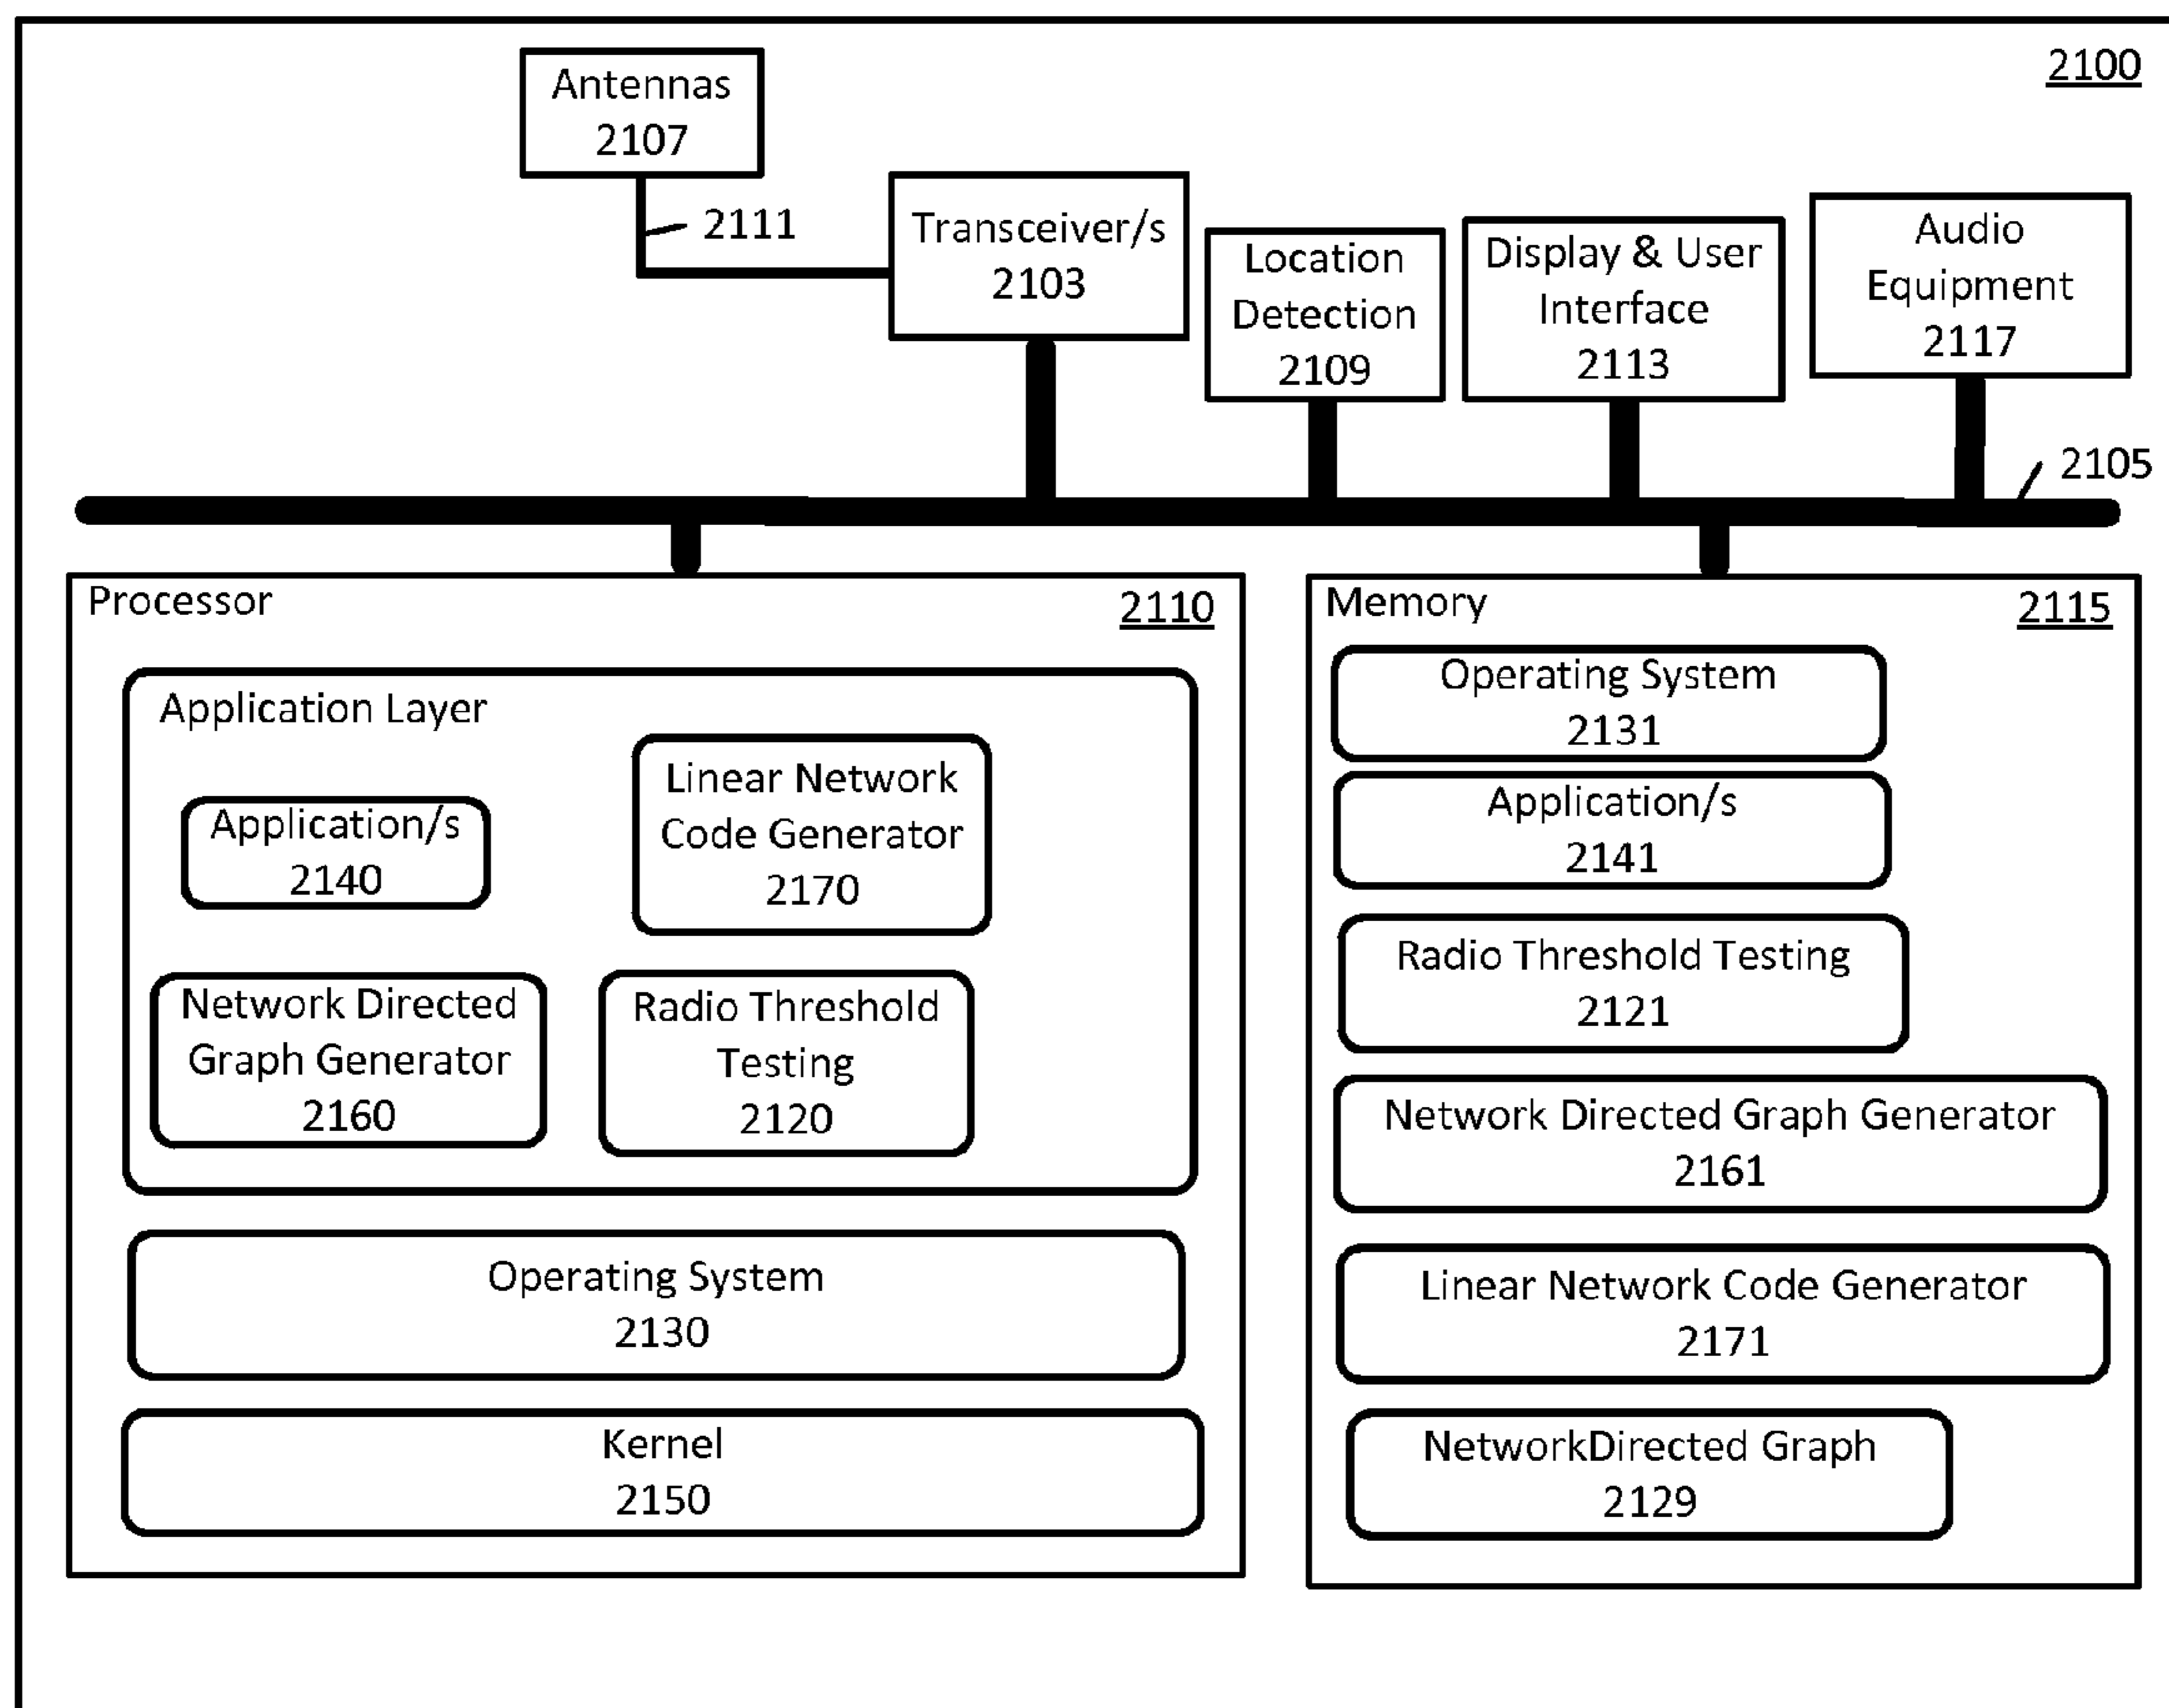 2100
Antennas
2107
2111
Transceiver/s
2103
Location
Detection
2109
Display & User
Interface
2113
Audio
Equipment
2117
2105
Processor
2110
Application Layer
Application/s
2140
Linear Network
Code Generator
2170
Network Directed
Graph Generator
2160
Radio Threshold
Testing
2120
Operating System
2130
Kernel
2150
Memory
2115
Operating System
2131
Application/s
2141
Radio Threshold Testing
2121
Network Directed Graph Generator
2161
Linear Network Code Generator
2171
NetworkDirected Graph
2129